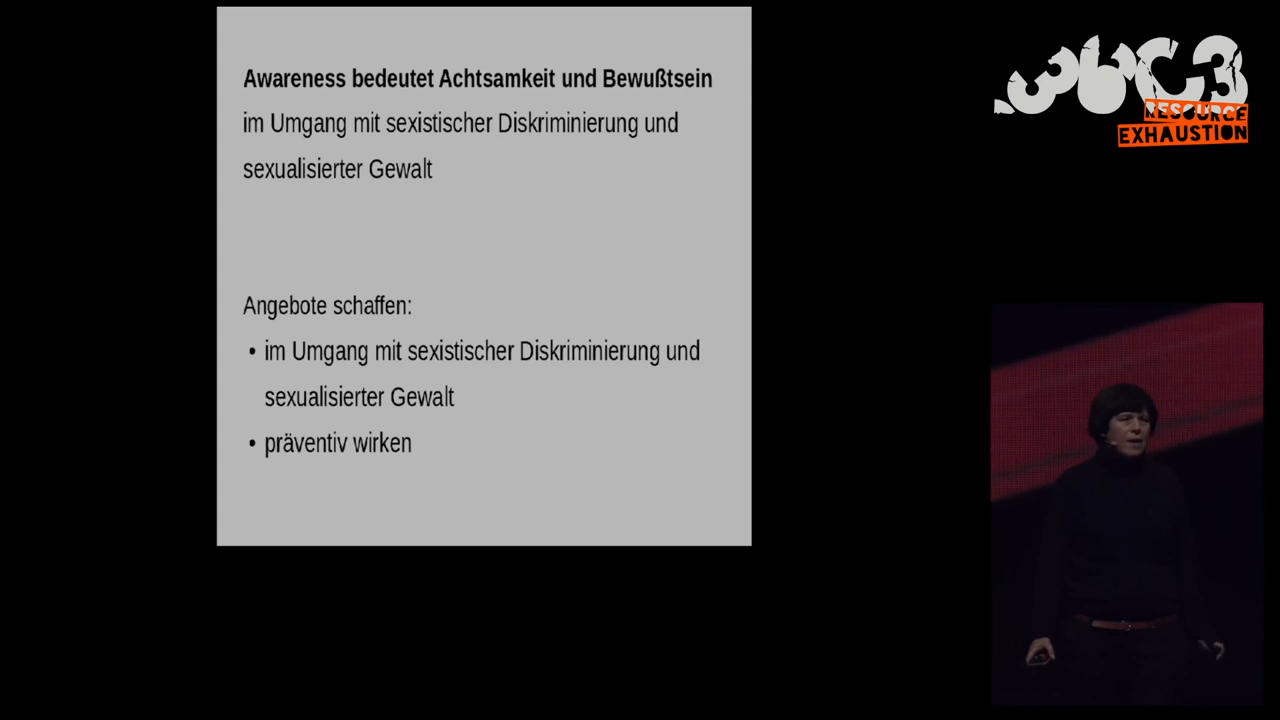 Awareness bedeutet Achtsamkeit und Bewußtsein
im Umgang mit sexistischer Diskriminierung und
sexualisierter Gewalt
Angebote schaffen:
• im Umgang mit sexistischer Diskriminierung und
sexualisierter Gewalt
• präventiv wirken
36C3
RESOURCE
EXHAUSTION